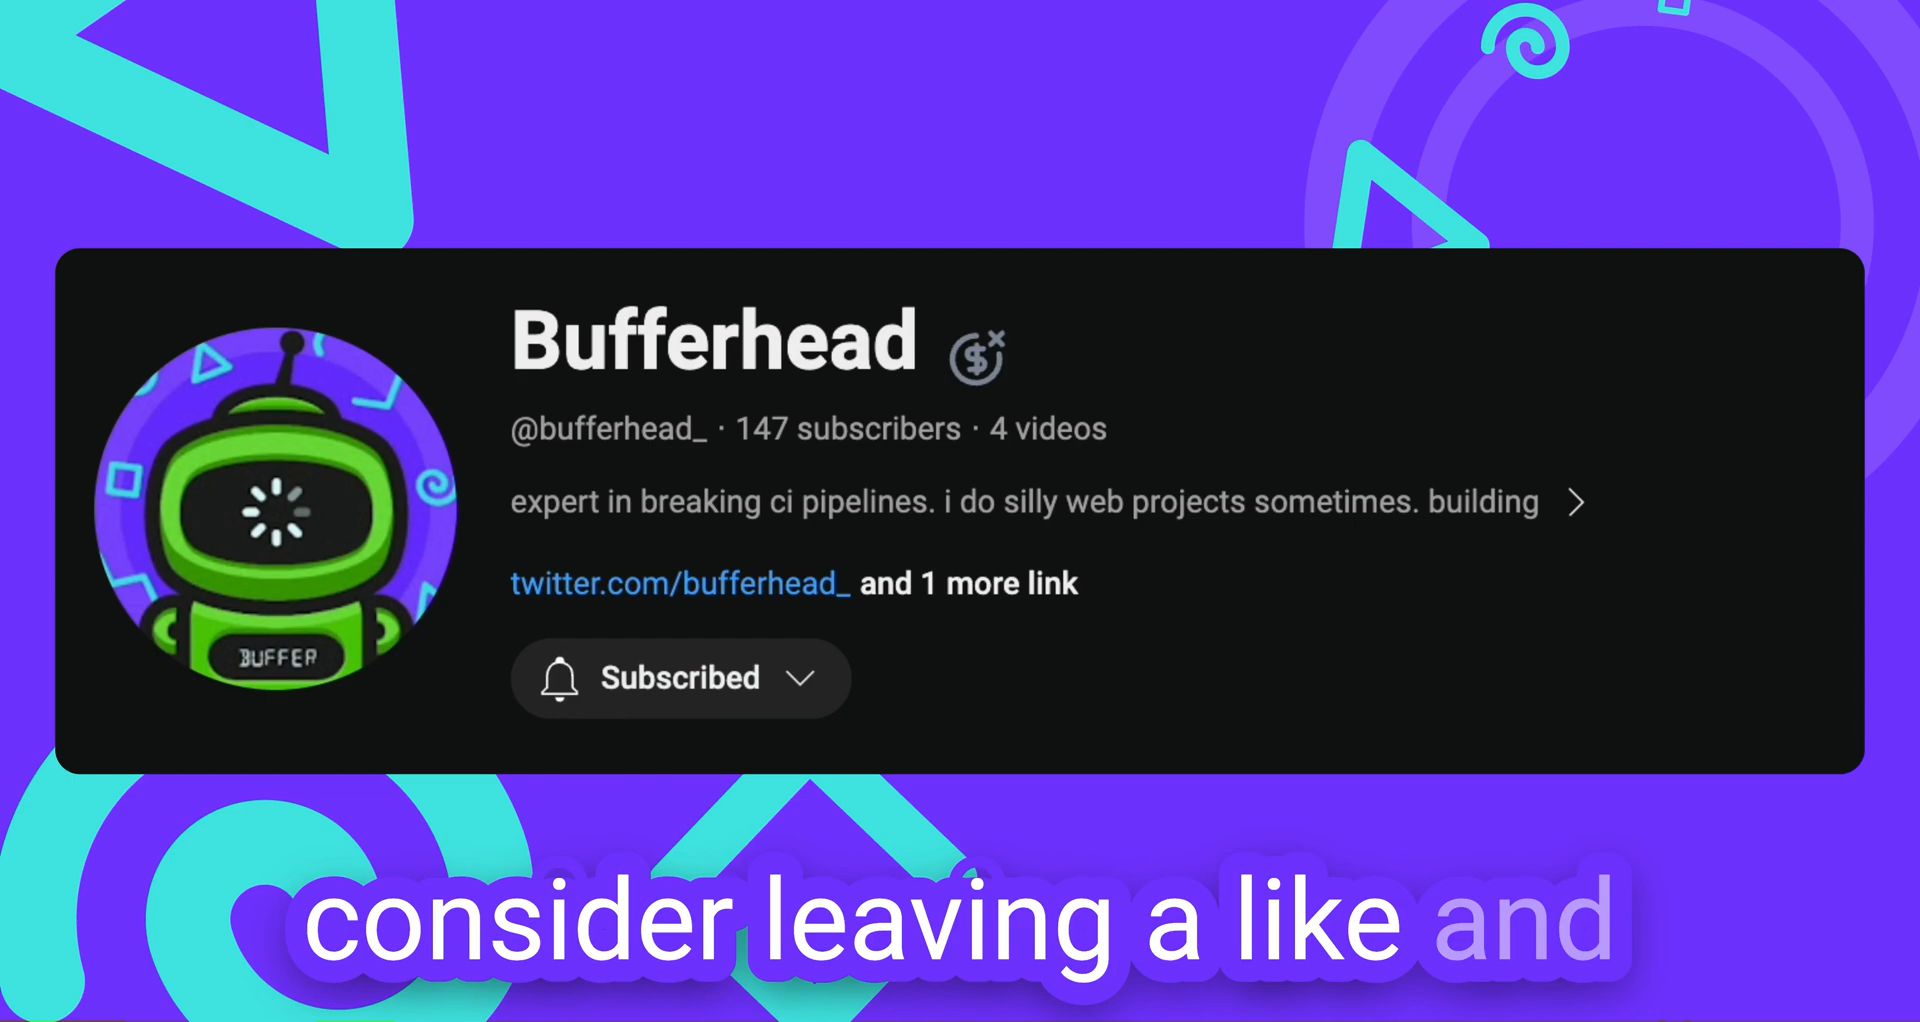 Bufferhead
@bufferhead_ · 147 subscribers · 4 videos
expert in breaking ci pipelines. i do silly web projects sometimes. building
twitter.com/bufferhead_ and 1 more link
BUFFER
Subscribed
consider leaving a like and